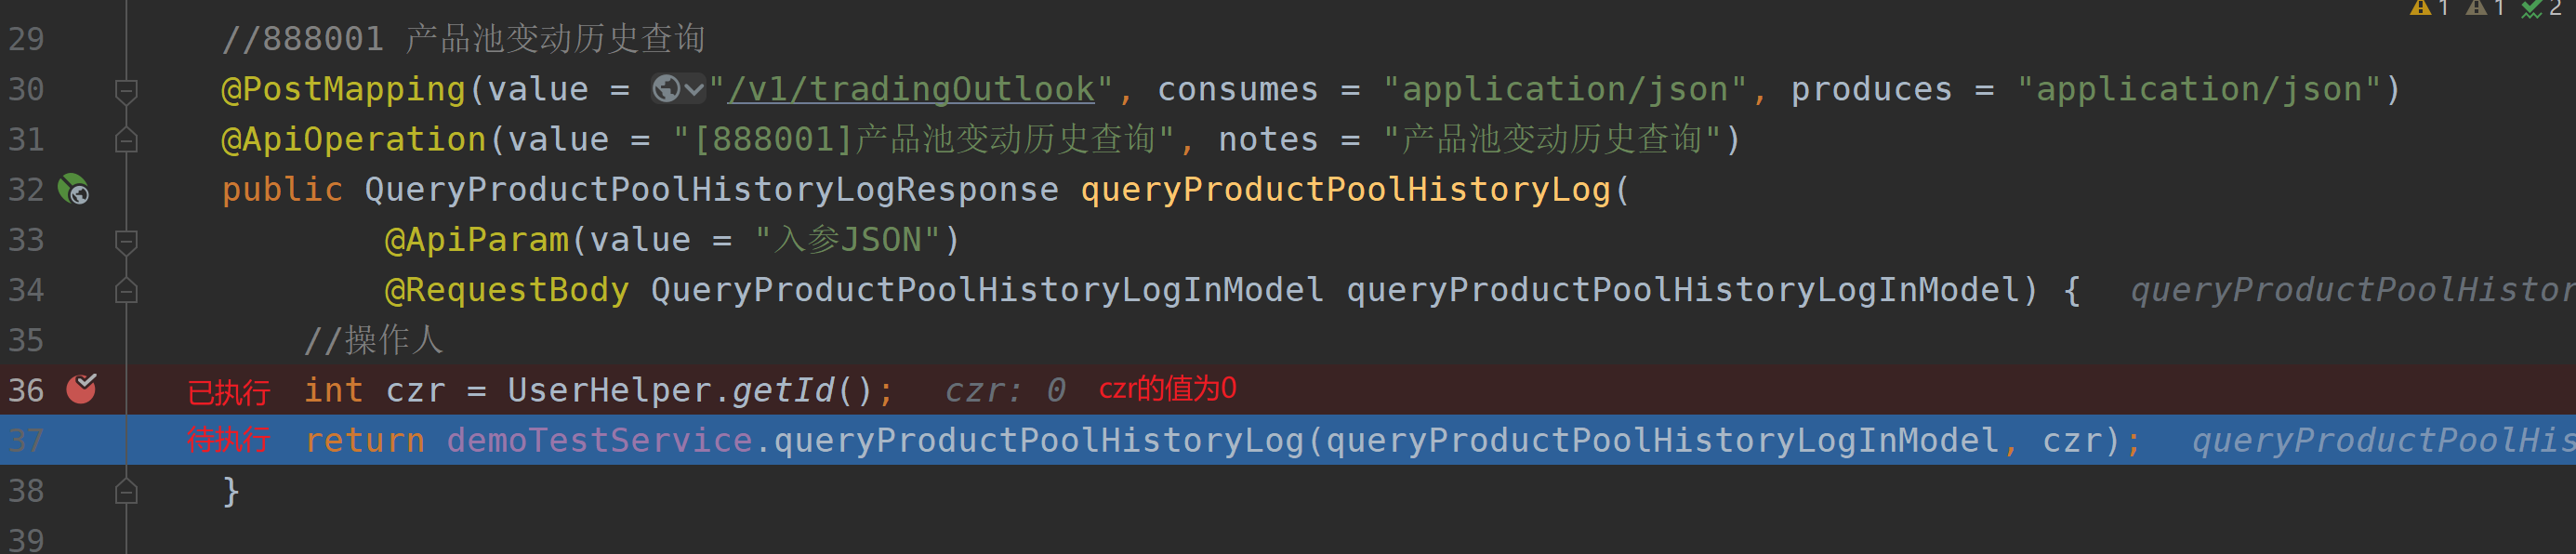 1 1 2
29 //888001 产品池变动历史查询
30 @PostMapping(value = "/v1/tradingOutlook", consumes = "application/json", produces = "application/json")
31 @ApiOperation(value = "[888001]产品池变动历史查询", notes = "产品池变动历史查询")
32 public QueryProductPoolHistoryLogResponse queryProductPoolHistoryLog(
33 @ApiParam(value = "入参JSON")
34 @RequestBody QueryProductPoolHistoryLogInModel queryProductPoolHistoryLogInModel) { queryProductPoolHistor
35 //操作人
36 已执行 int czr = UserHelper.getId(); czr: 0 czr的值为0
37 待执行 return demoTestService.queryProductPoolHistoryLog(queryProductPoolHistoryLogInModel, czr); queryProductPoolHis
38 }
39